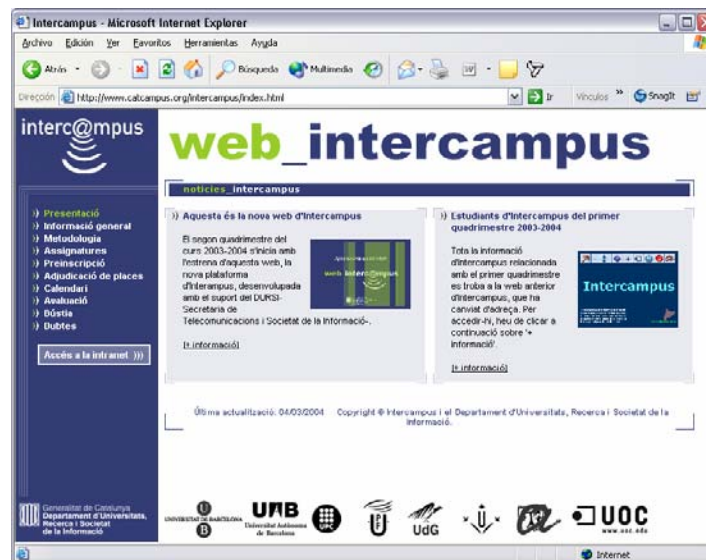 Intercampus - Microsoft Internet Explorer
Archivo Edición Ver Favoritos Herramientas Ayuda
Atrás Búsqueda Multimedia
Dirección http://www.catcampus.org/intercampus/index.html Ir Vínculos » SnagIt
interc@mpus
web_intercampus
notícies_intercampus
Presentació
Informació general
Metodologia
Assignatures
Preinscripció
Adjudicació de places
Calendari
Avaluació
Bústia
Dubtes
Accés a la intranet )))
Aquesta és la nova web d'Intercampus
El segon quadrimestre del
curs 2003-2004 s'inicia amb
l'estrena d'aquesta web, la
nova plataforma
d'Interampus, desenvolupada
amb el suport del DURSI-
Secretaria de
Telecomunicacions i Societat de la Informació-.
[+ informació]
web intercampus
Estudiants d'Intercampus del primer
quadrimestre 2003-2004
Tota la informació
d'Intercampus relacionada
amb el primer quadrimestre
es troba a la web anterior
d'Intercampus, que ha
canviat d'adreça. Per
accedir-hi, heu de clicar a
continuació sobre '+
informació'.
[+ informació]
Intercampus
Última actualització: 04/03/2004 Copyright © Intercampus i el Departament d'Universitats, Recerca i Societat de la
Informació.
Generalitat de Catalunya
Departament d'Universitats,
Recerca i Societat
de la Informació
UNIVERSITAT DE BARCELONA
UAB
Universitat Autònoma
de Barcelona
UPC
UPF
UdG
UOC
www.uoc.edu
Internet